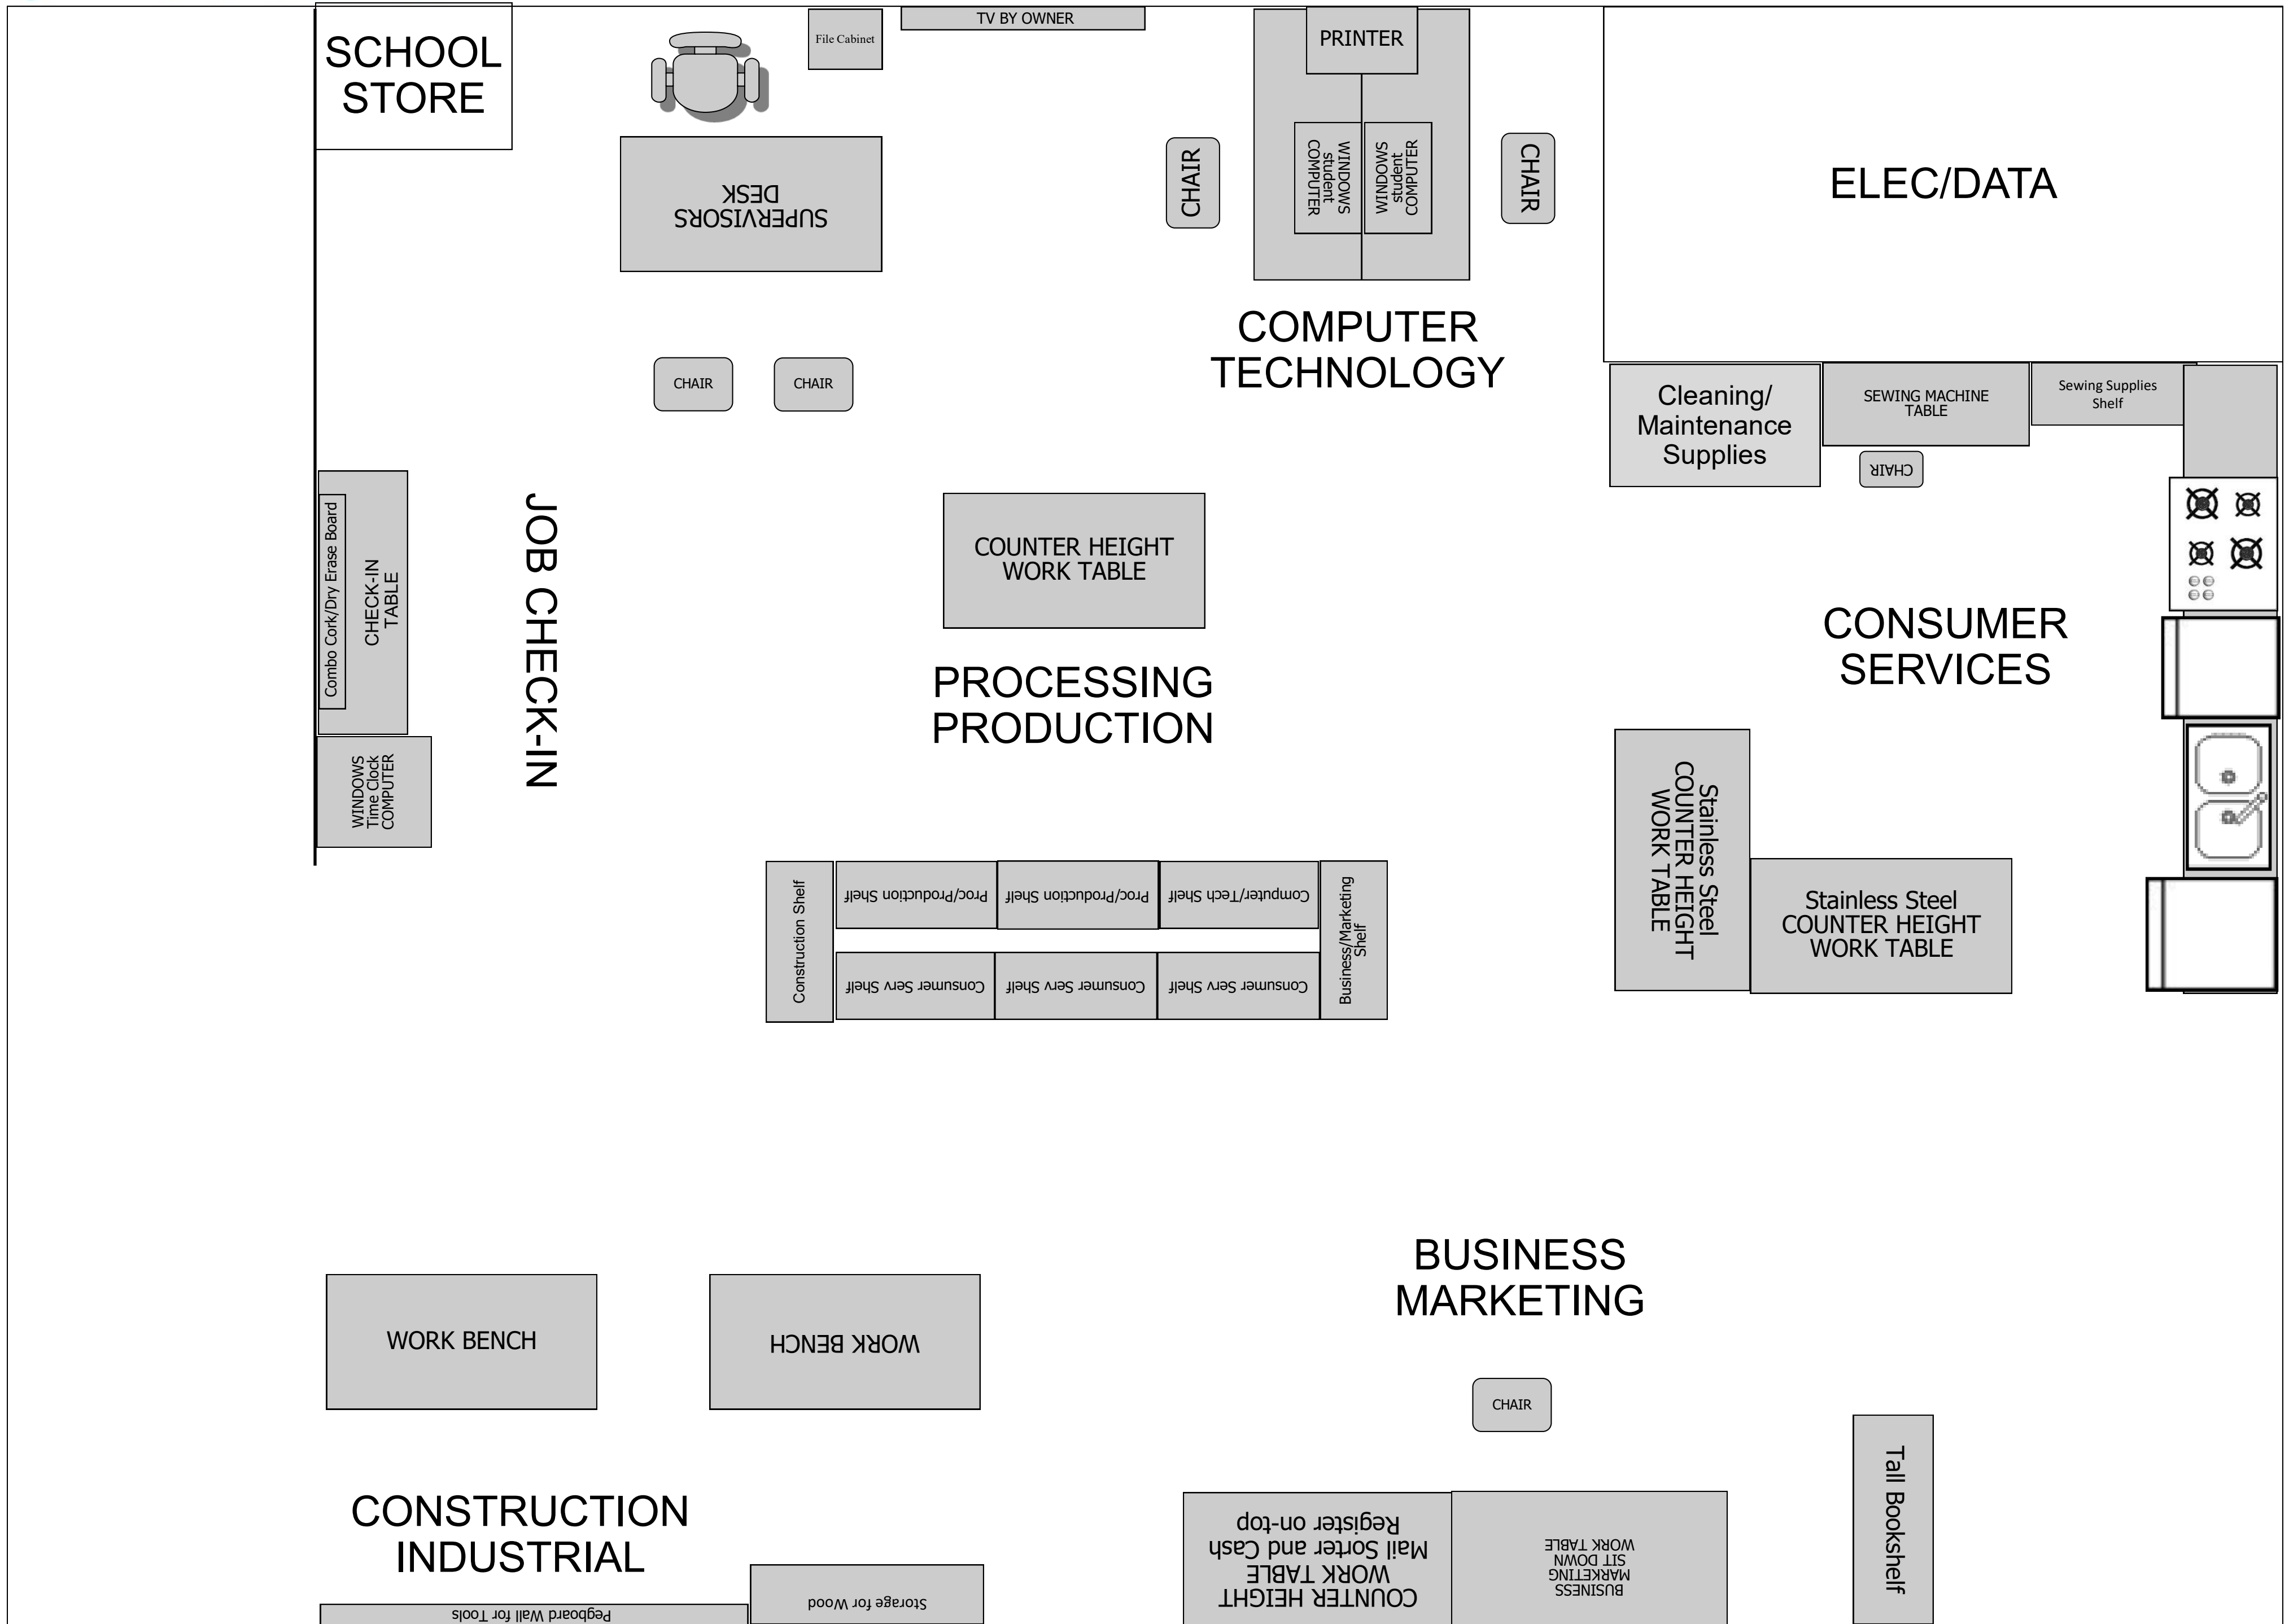 SCHOOL
STORE
File Cabinet
TV BY OWNER
PRINTER
SUPERVISORS
DESK
CHAIR
WINDOWS
student
COMPUTER
WINDOWS
student
COMPUTER
CHAIR
ELEC/DATA
COMPUTER
TECHNOLOGY
CHAIR
CHAIR
Cleaning/
Maintenance
Supplies
SEWING MACHINE
TABLE
Sewing Supplies
Shelf
CHAIR
Combo Cork/Dry Erase Board
CHECK-IN
TABLE
JOB CHECK-IN
COUNTER HEIGHT
WORK TABLE
PROCESSING
PRODUCTION
CONSUMER
SERVICES
WINDOWS
Time Clock
COMPUTER
Stainless Steel
COUNTER HEIGHT
WORK TABLE
Stainless Steel
COUNTER HEIGHT
WORK TABLE
Construction Shelf
Proc/Production Shelf
Proc/Production Shelf
Computer/Tech Shelf
Business/Marketing
Shelf
Consumer Serv Shelf
Consumer Serv Shelf
Consumer Serv Shelf
BUSINESS
MARKETING
WORK BENCH
WORK BENCH
CHAIR
CONSTRUCTION
INDUSTRIAL
Pegboard Wall for Tools
Storage for Wood
COUNTER HEIGHT
WORK TABLE
Mail Sorter and Cash
Register on-top
BUSINESS
MARKETING
SIT DOWN
WORK TABLE
Tall Bookshelf